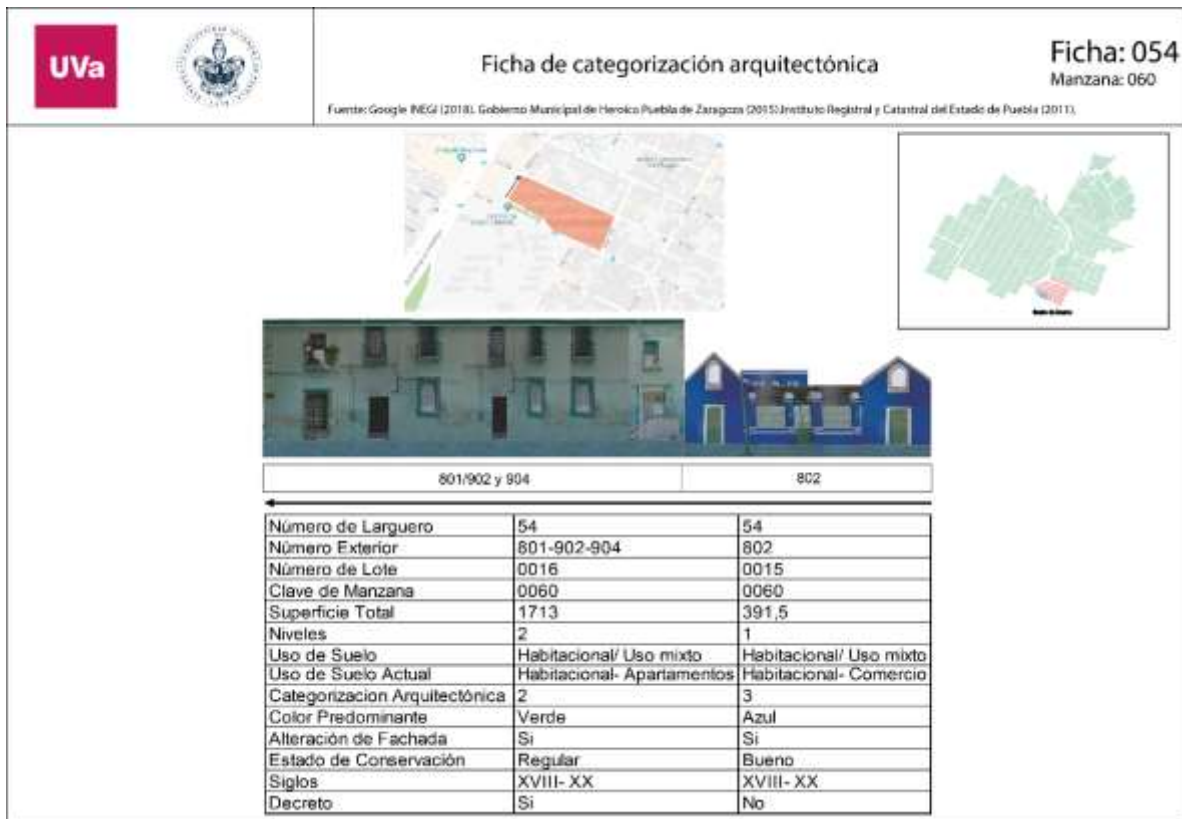 UVa
Ficha de categorización arquitectónica
Ficha: 054
Manzana: 060
Fuente: Google INEGI (2018). Gobierno Municipal de Heroico Puebla de Zaragoza (2015).Instituto Registral y Catastral del Estado de Puebla (2011).
801/902 y 904 802
Número de Larguero 54 54
Número Exterior 801-902-904 802
Número de Lote 0016 0015
Clave de Manzana 0060 0060
Superficie Total 1713 391,5
Niveles 2 1
Uso de Suelo Habitacional/ Uso mixto Habitacional/ Uso mixto
Uso de Suelo Actual Habitacional- Apartamentos Habitacional- Comercio
Categorizacion Arquitectónica 2 3
Color Predominante Verde Azul
Alteración de Fachada Si Si
Estado de Conservación Regular Bueno
Siglos XVIII- XX XVIII- XX
Decreto Si No